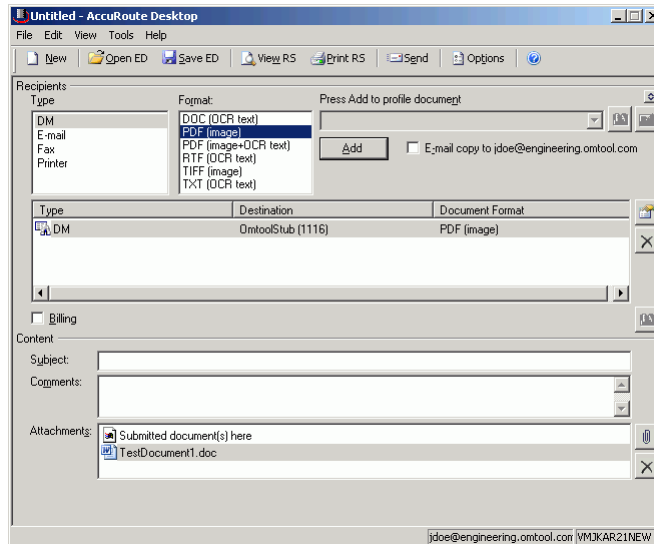 Untitled - AccuRoute Desktop
File Edit View Tools Help
New Open ED Save ED View RS Print RS Send Options
Recipients
Type
Format:
Press Add to profile document
DM
E-mail
Fax
Printer
DOC (OCR text)
PDF (image)
PDF (image+OCR text)
RTF (OCR text)
TIFF (image)
TXT (OCR text)
Add
E-mail copy to jdoe@engineering.omtool.com
Type Destination Document Format
DM OmtoolStub (1116) PDF (image)
Billing
Content
Subject:
Comments:
Attachments:
Submitted document(s) here
TestDocument1.doc
jdoe@engineering.omtool.com VMJKAR21NEW